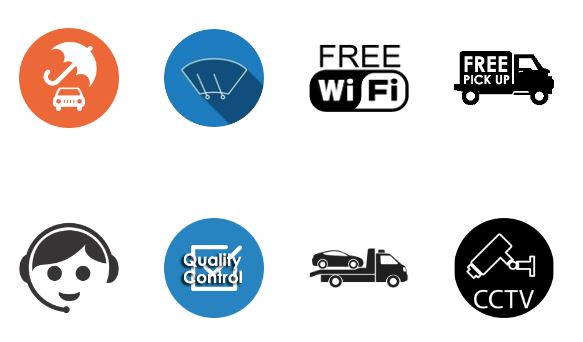 FREE
WiFi
FREE
PICK UP
Quality
Control
CCTV